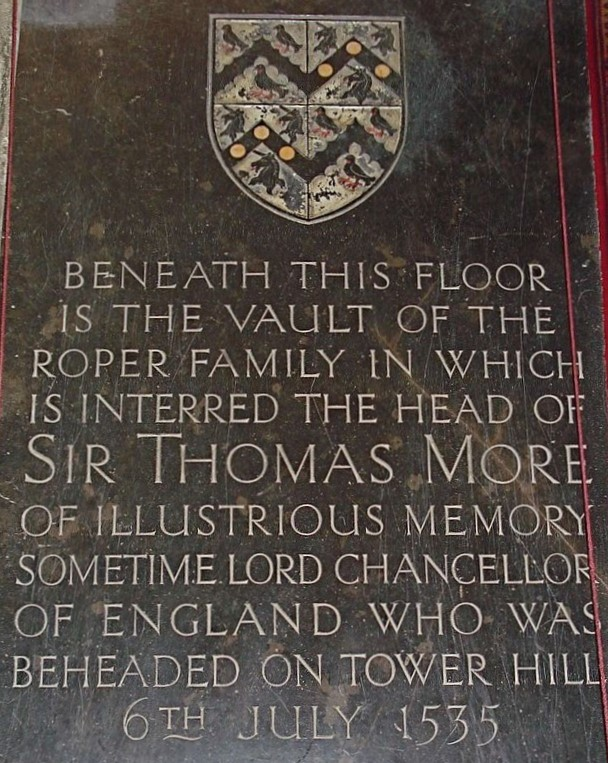 BENEATH THIS FLOOR
IS THE VAULT OF THE
ROPER FAMILY IN WHICH
IS INTERRED THE HEAD OF
SIR THOMAS MORE
OF ILLUSTRIOUS MEMORY
SOMETIME LORD CHANCELLOR
OF ENGLAND WHO WAS
BEHEADED ON TOWER HILL
6TH JULY 1535